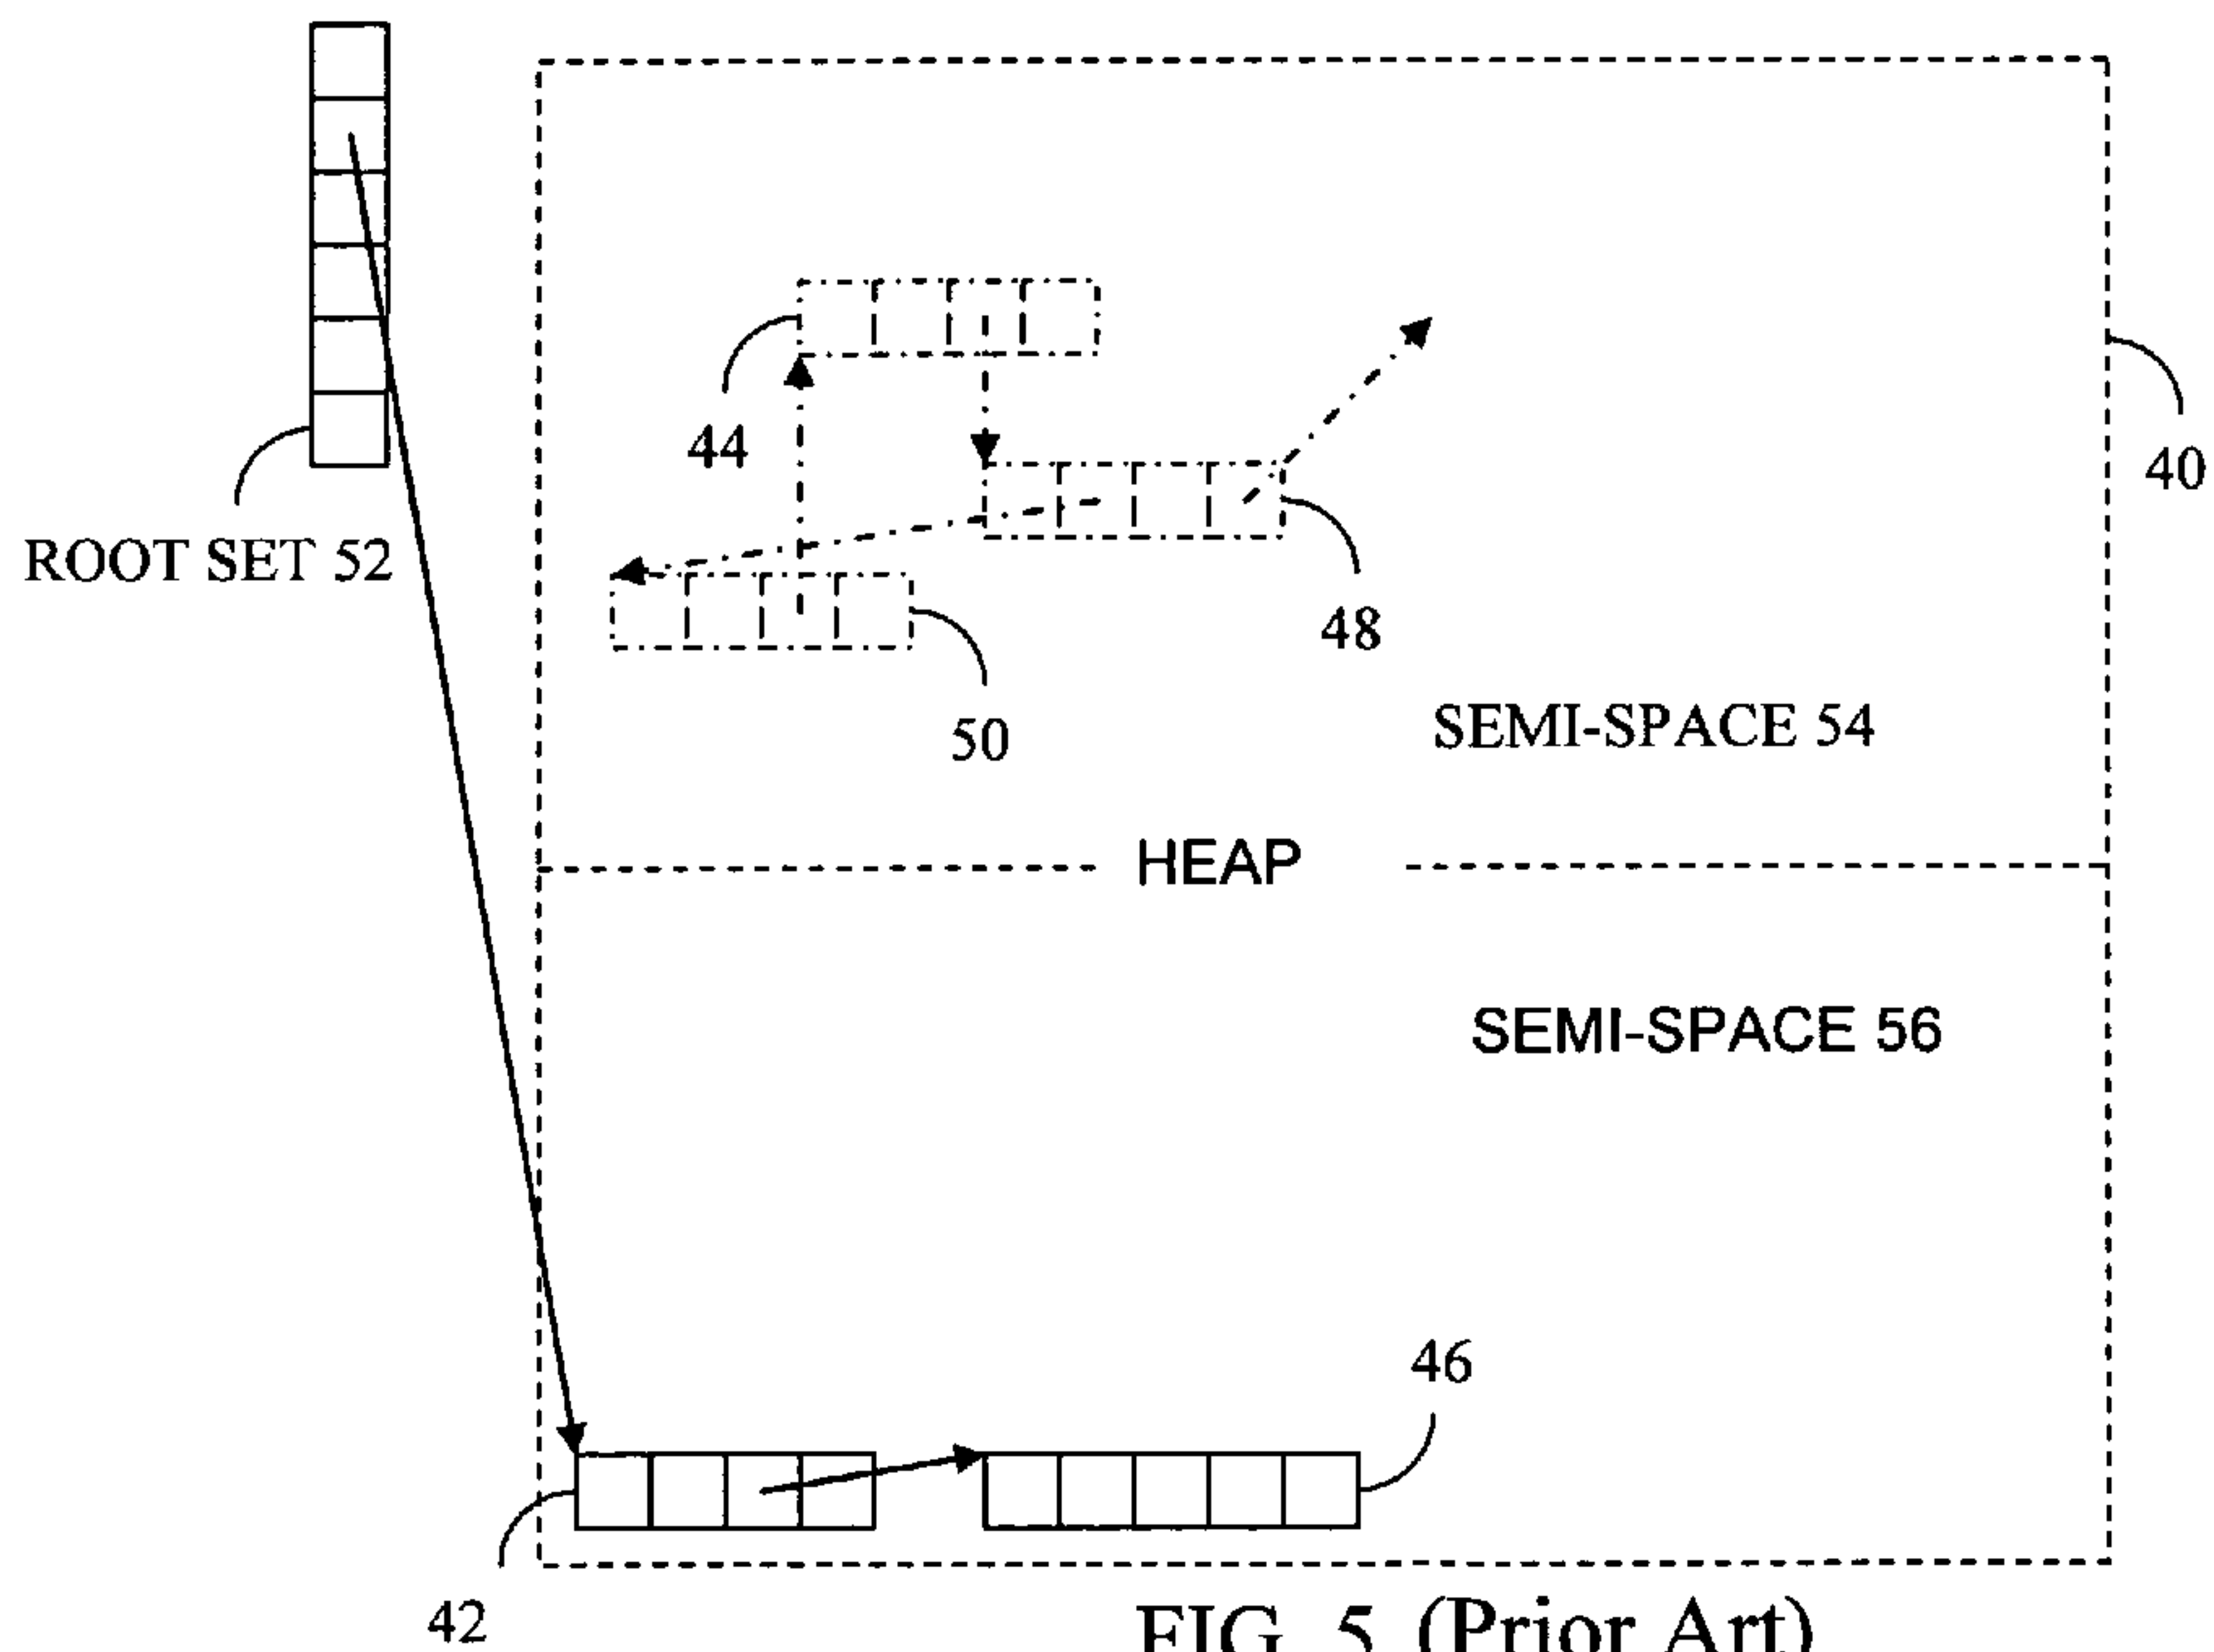 44
40
ROOT SET 52
48
50
SEMI-SPACE 54
HEAP
SEMI-SPACE 56
46
42
FIG. 5 (Prior Art)